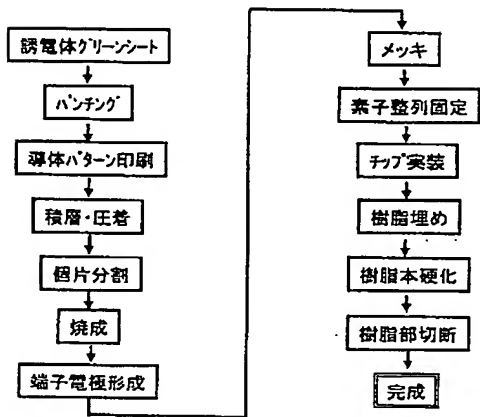 誘電体グリーンシート
パンチング
導体パターン印刷
積層・圧着
個片分割
焼成
端子電極形成
メッキ
素子整列固定
チップ実装
樹脂埋め
樹脂本硬化
樹脂部切断
完成